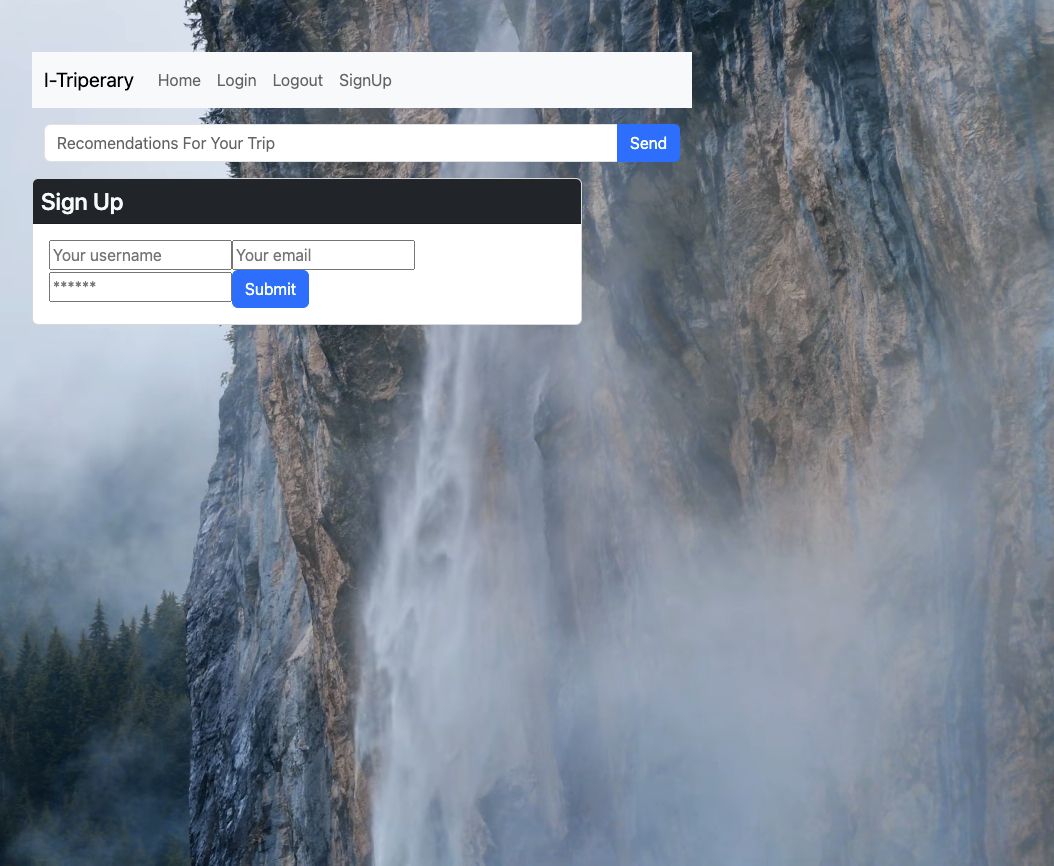 I-Triperary Home Login Logout SignUp
Recomendations For Your Trip Send
Sign Up
Your username Your email
****** Submit